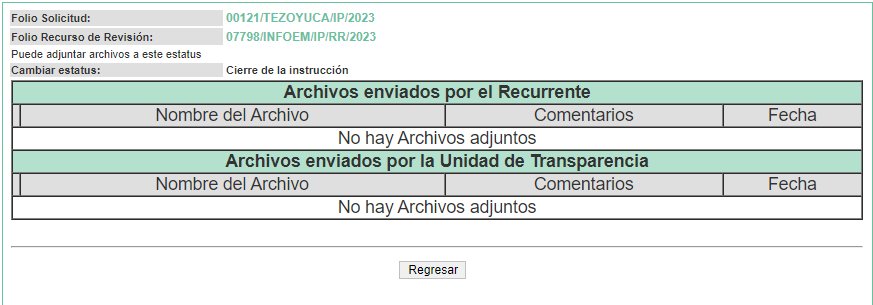 Folio Solicitud: 00121/TEZOYUCA/IP/2023
Folio Recurso de Revisión: 07798/INFOEM/IP/RR/2023
Puede adjuntar archivos a este estatus
Cambiar estatus: Cierre de la instrucción
Archivos enviados por el Recurrente
Nombre del Archivo Comentarios Fecha
No hay Archivos adjuntos
Archivos enviados por la Unidad de Transparencia
Nombre del Archivo Comentarios Fecha
No hay Archivos adjuntos
Regresar